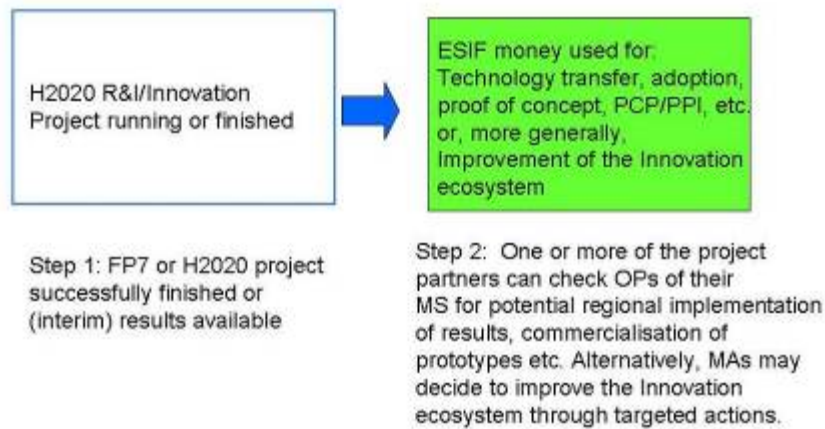 H2020 R&I/Innovation
Project running or finished
ESIF money used for:
Technology transfer, adoption,
proof of concept, PCP/PPI, etc.
or, more generally,
Improvement of the Innovation
ecosystem
Step 1: FP7 or H2020 project
successfully finished or
(interim) results available
Step 2:  One or more of the project
partners can check OPs of their
MS for potential regional implementation
of results, commercialisation of
prototypes etc. Alternatively, MAs may
decide to improve the Innovation
ecosystem through targeted actions.